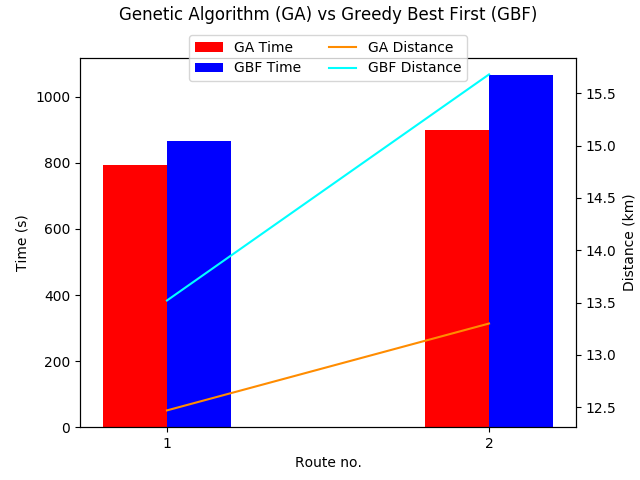 Genetic Algorithm (GA) vs Greedy Best First (GBF)
GA Time
GBF Time
GA Distance
GBF Distance
1000
800
600
400
200
0
Time (s)
15.5
15.0
14.5
14.0
13.5
13.0
12.5
Distance (km)
1
2
Route no.